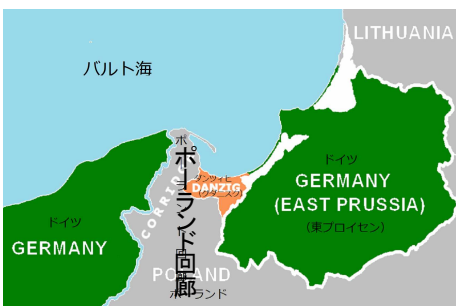 LITHUANIA
バルト海
ポーランド回廊
CORRIDOR
ダンツィヒ
(グダニスク)
DANZIG
ドイツ
GERMANY
(EAST PRUSSIA)
(東プロイセン)
ドイツ
GERMANY
POLAND
ポーランド